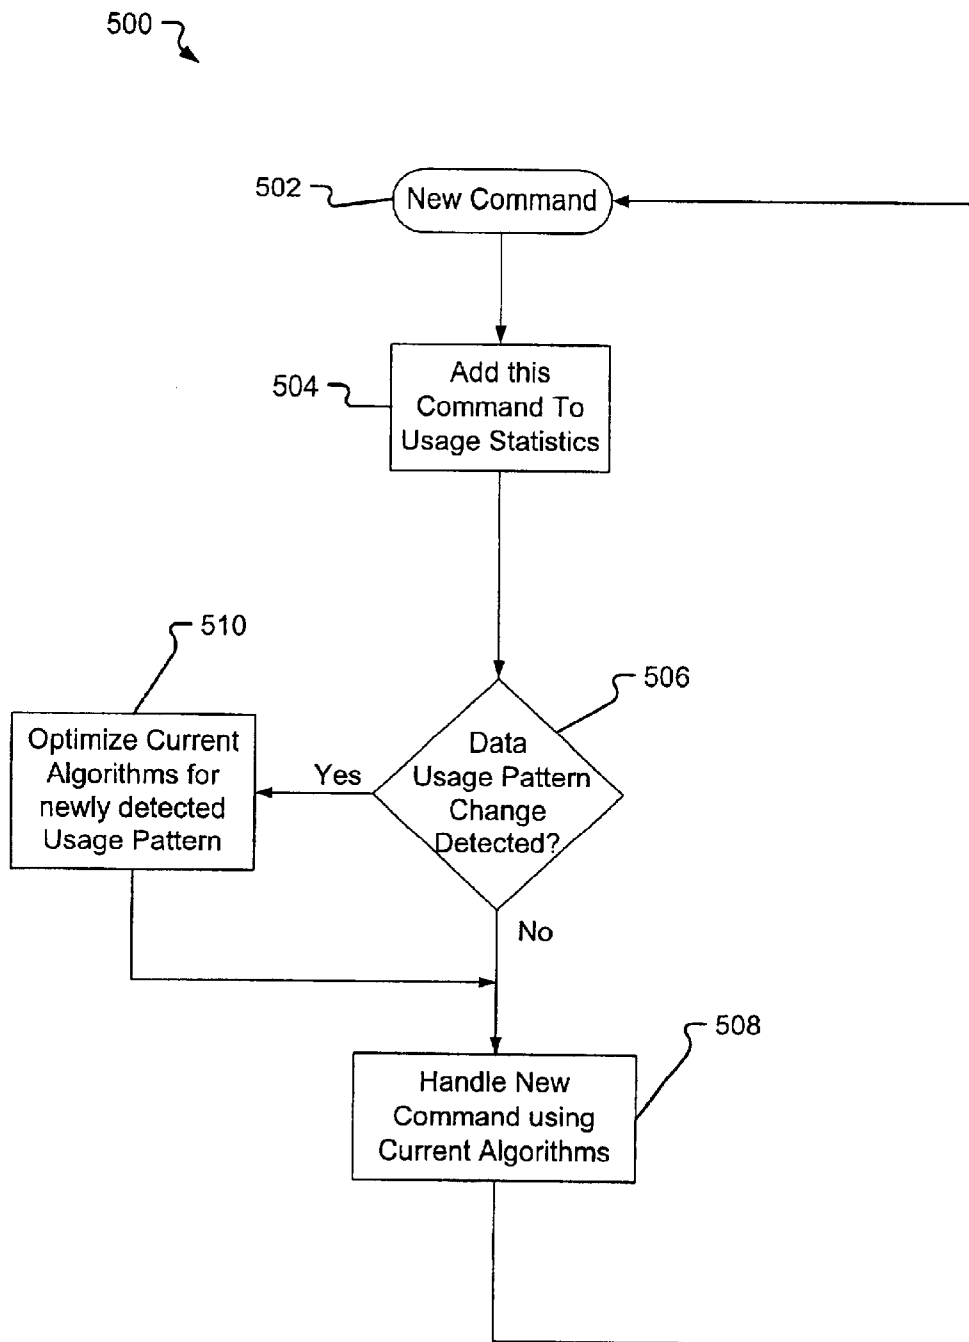 500
502
New Command
504
Add this
Command To
Usage Statistics
510
506
Optimize Current
Algorithms for
newly detected
Usage Pattern
Yes
Data
Usage Pattern
Change
Detected?
No
508
Handle New
Command using
Current Algorithms